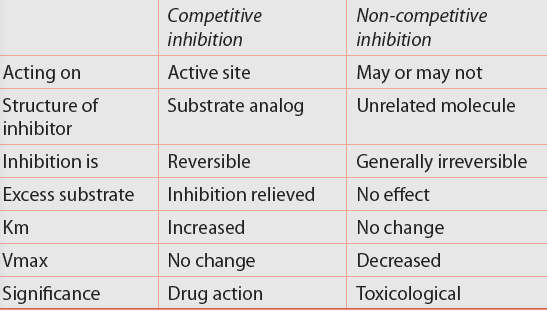 Competitive inhibition Non-competitive inhibition
Acting on Active site May or may not
Structure of inhibitor Substrate analog Unrelated molecule
Inhibition is Reversible Generally irreversible
Excess substrate Inhibition relieved No effect
Km Increased No change
Vmax No change Decreased
Significance Drug action Toxicological